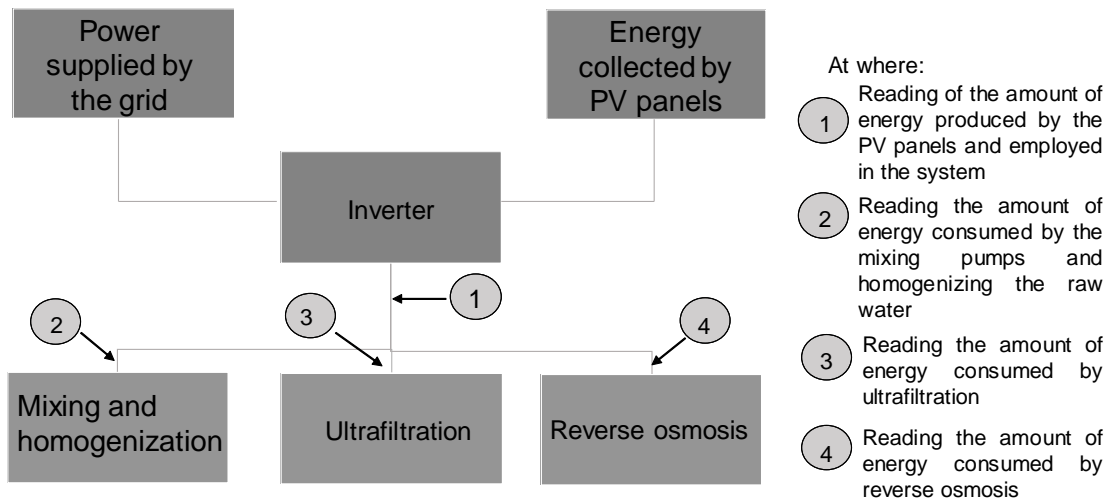 Power
supplied by
the grid
Energy
collected by
PV panels
Inverter
1
2
3
4
Mixing and
homogenization
Ultrafiltration
Reverse osmosis
At where:
1
Reading of the amount of
energy produced by the
PV panels and employed
in the system
2
Reading the amount of
energy consumed by the
mixing pumps and
homogenizing the raw
water
3
Reading the amount of
energy consumed by
ultrafiltration
4
Reading the amount of
energy consumed by
reverse osmosis